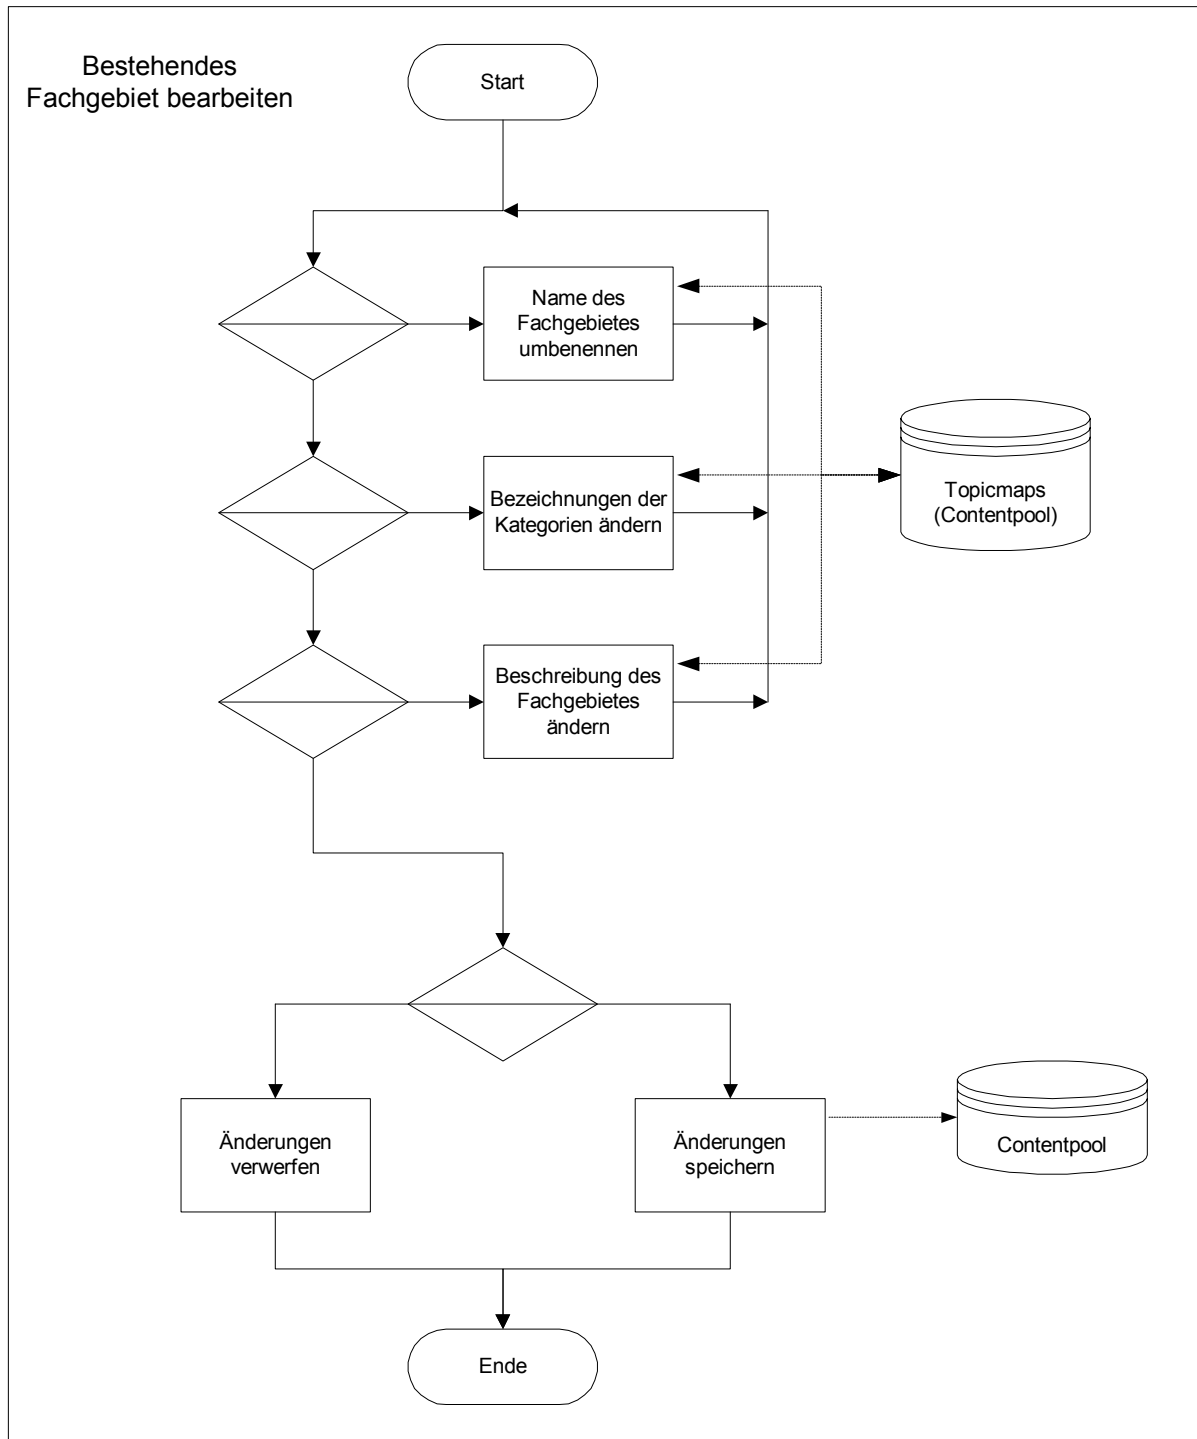 Bestehendes
Fachgebiet bearbeiten
Start
Name des
Fachgebietes
umbenennen
Bezeichnungen der
Kategorien ändern
Topicmaps
(Contentpool)
Beschreibung des
Fachgebietes
ändern
Änderungen
verwerfen
Änderungen
speichern
Contentpool
Ende